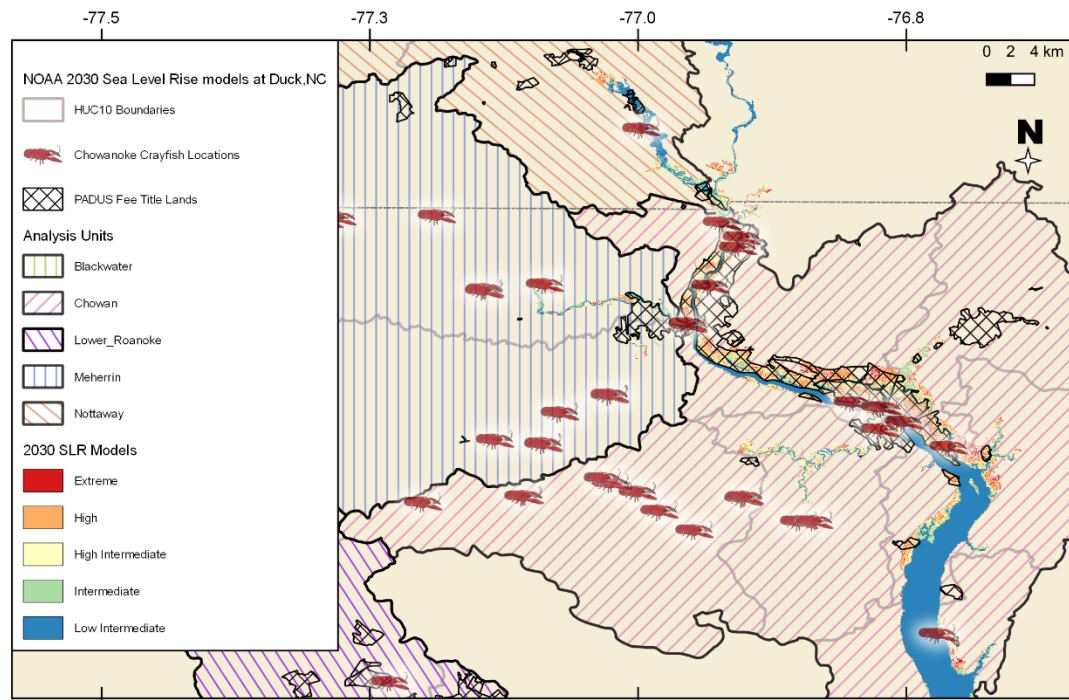 -77.5 -77.3 -77.0 -76.8
0 2 4 km
N
NOAA 2030 Sea Level Rise models at Duck,NC
HUC10 Boundaries
Chowanoke Crayfish Locations
PADUS Fee Title Lands
Analysis Units
Blackwater
Chowan
Lower_Roanoke
Meherrin
Nottaway
2030 SLR Models
Extreme
High
High Intermediate
Intermediate
Low Intermediate